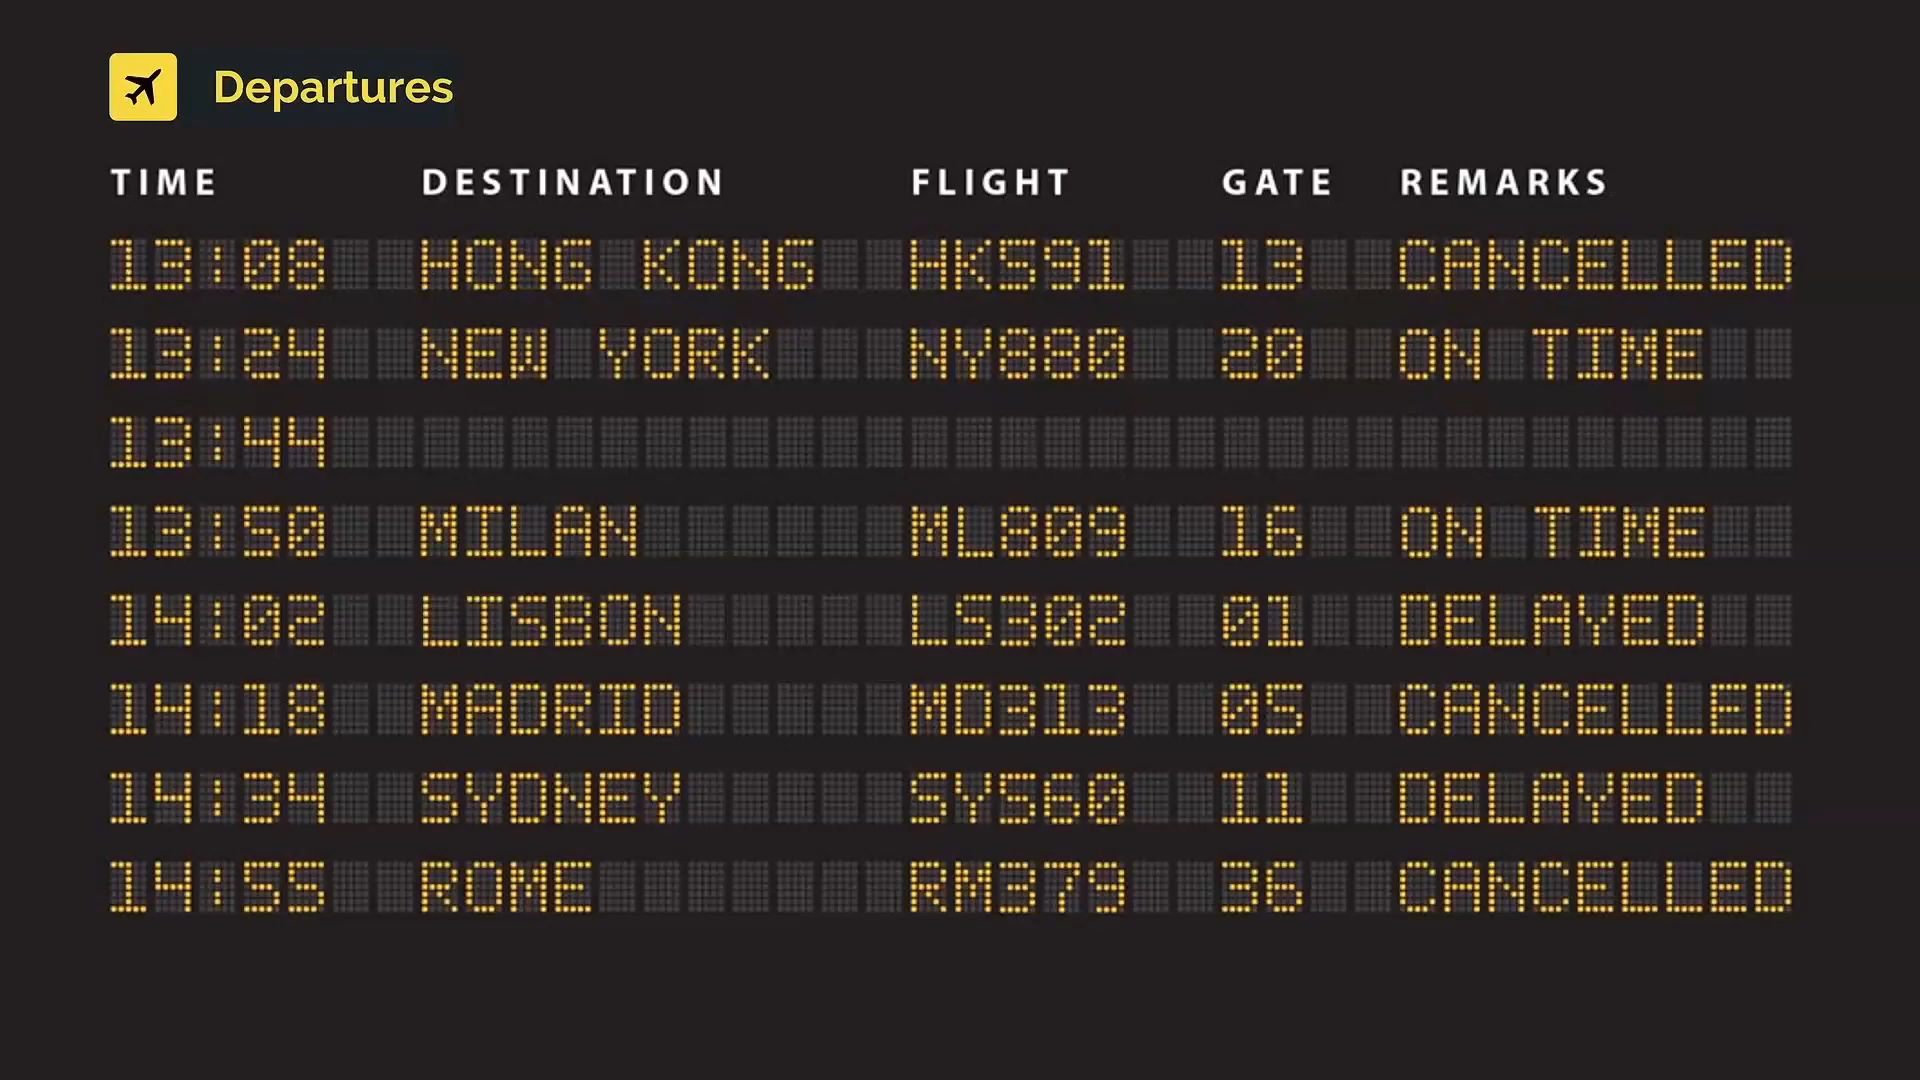 Departures
TIME DESTINATION FLIGHT GATE REMARKS
13:08 HONG KONG HK591 13 CANCELLED
13:24 NEW YORK NY880 20 ON TIME
13:44
13:50 MILAN ML809 16 ON TIME
14:02 LISBON LS302 01 DELAYED
14:18 MADRID MD313 05 CANCELLED
14:34 SYDNEY SY560 11 DELAYED
14:55 ROME RM379 36 CANCELLED